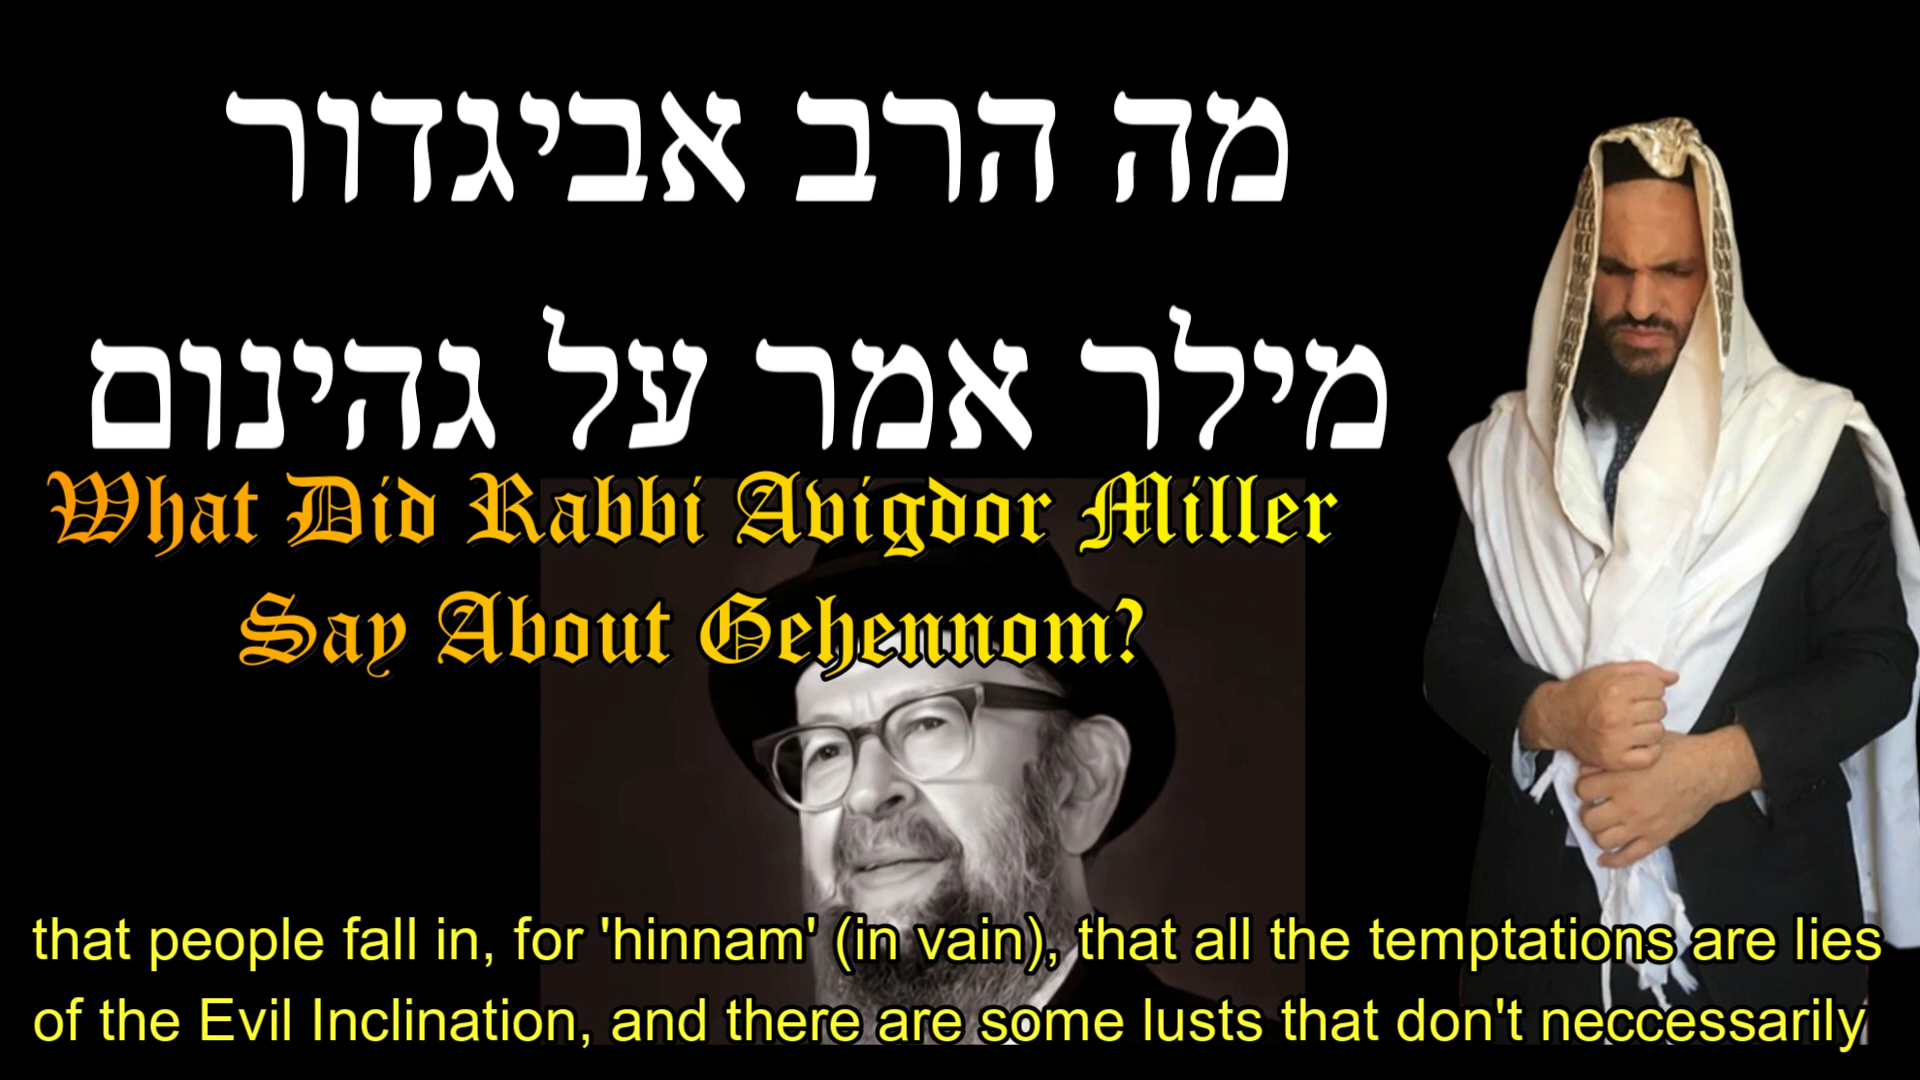 מה הרב אביגדור
מילר אמר על גהינום
What Did Rabbi Avigdor Miller
Say About Gehennom?
that people fall in, for 'hinnam' (in vain), that all the temptations are lies
of the Evil Inclination, and there are some lusts that don't neccessarily